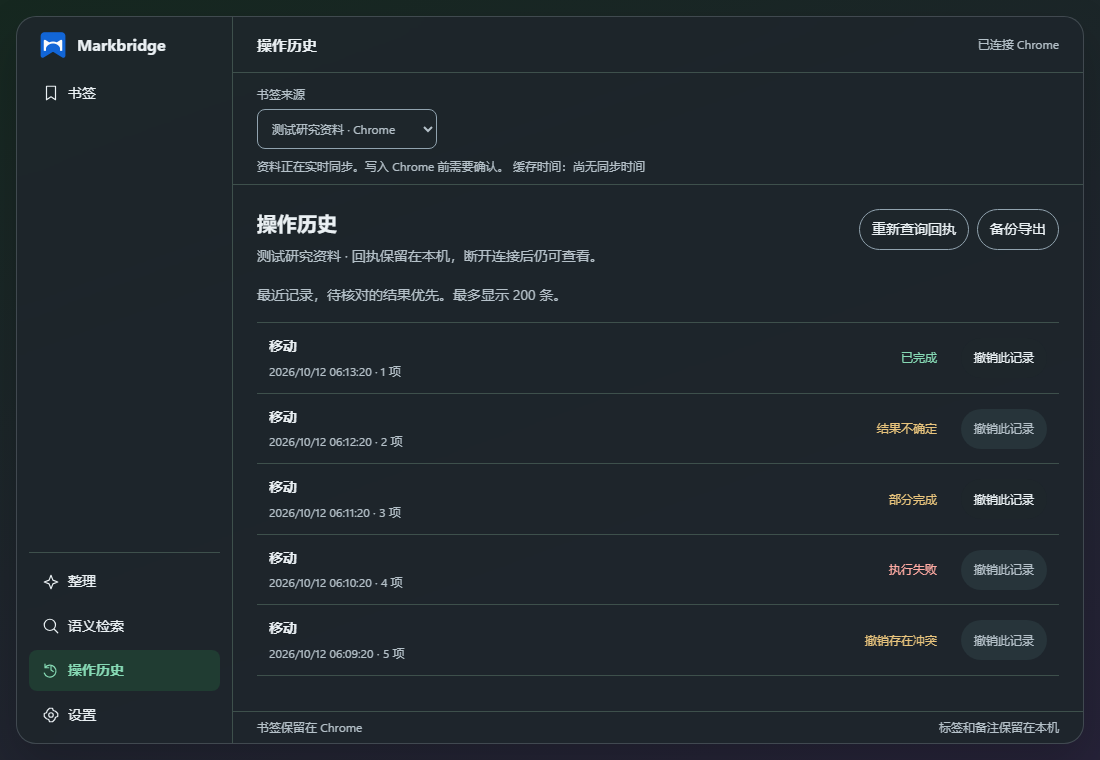 Markbridge
书签
整理
语义检索
操作历史
设置
操作历史
已连接 Chrome
书签来源
测试研究资料 · Chrome
资料正在实时同步。写入 Chrome 前需要确认。 缓存时间：尚无同步时间
操作历史
测试研究资料 · 回执保留在本机，断开连接后仍可查看。
重新查询回执
备份导出
最近记录，待核对的结果优先。最多显示 200 条。
移动
2026/10/12 06:13:20 · 1 项
已完成
撤销此记录
移动
2026/10/12 06:12:20 · 2 项
结果不确定
撤销此记录
移动
2026/10/12 06:11:20 · 3 项
部分完成
撤销此记录
移动
2026/10/12 06:10:20 · 4 项
执行失败
撤销此记录
移动
2026/10/12 06:09:20 · 5 项
撤销存在冲突
撤销此记录
书签保留在 Chrome
标签和备注保留在本机